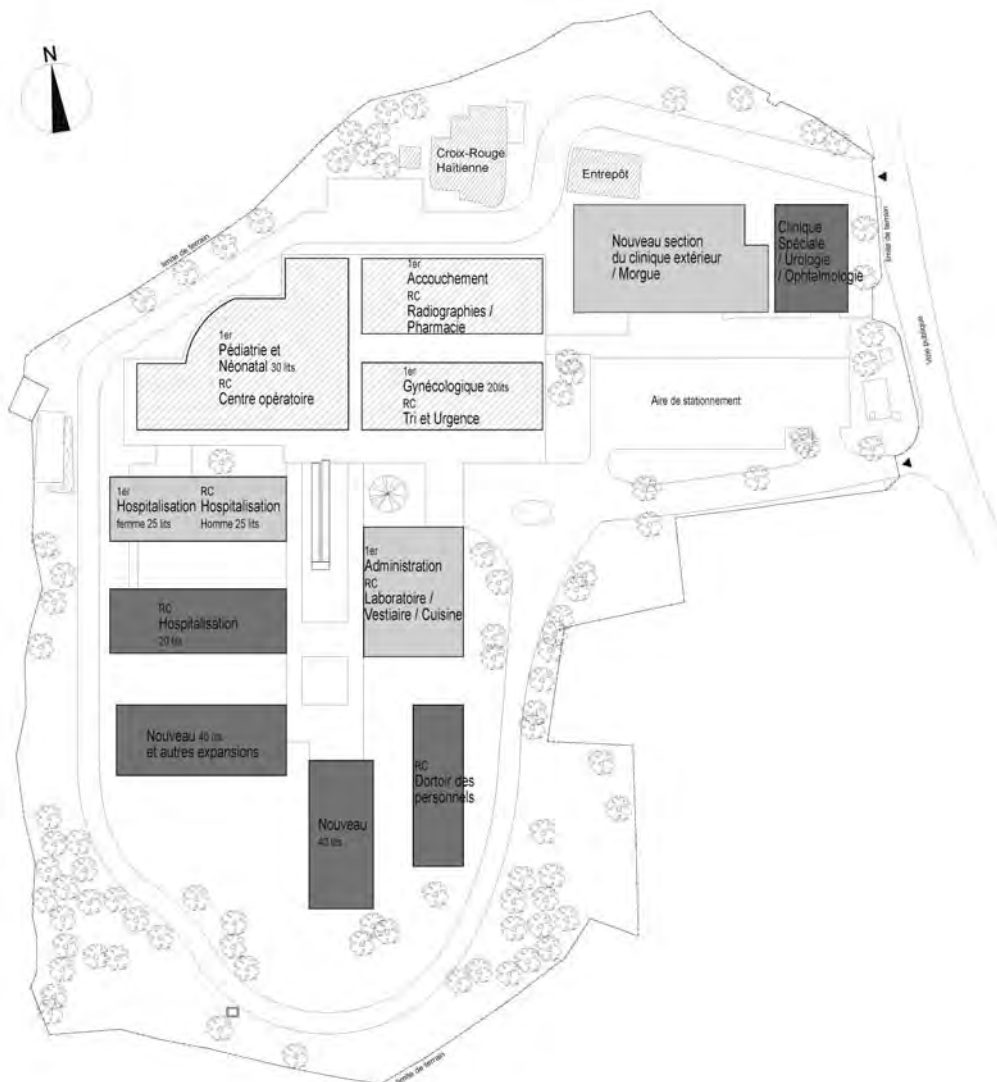 N
Croix-Rouge
Haïtienne
Entrepôt
limite de terrain
Nouveau section
du clinique extérieur
/ Morgue
Clinique
Spéciale
/ Urologie
/ Ophtalmologie
limite de terrain
Voie publique
1er
Accouchement
RC
Radiographies /
Pharmacie
1er
Pédiatrie et
Néonatal 30 lits
RC
Centre opératoire
1er
Gynécologique 20lits
RC
Tri et Urgence
Aire de stationnement
1er
Hospitalisation
femme 25 lits
RC
Hospitalisation
Homme 25 lits
1er
Administration
RC
Laboratoire /
Vestiaire / Cuisine
RC
Hospitalisation
20 lits
Nouveau 40 lits
et autres expansions
RC
Dortoir des
personnels
Nouveau
40 lits
limite de terrain